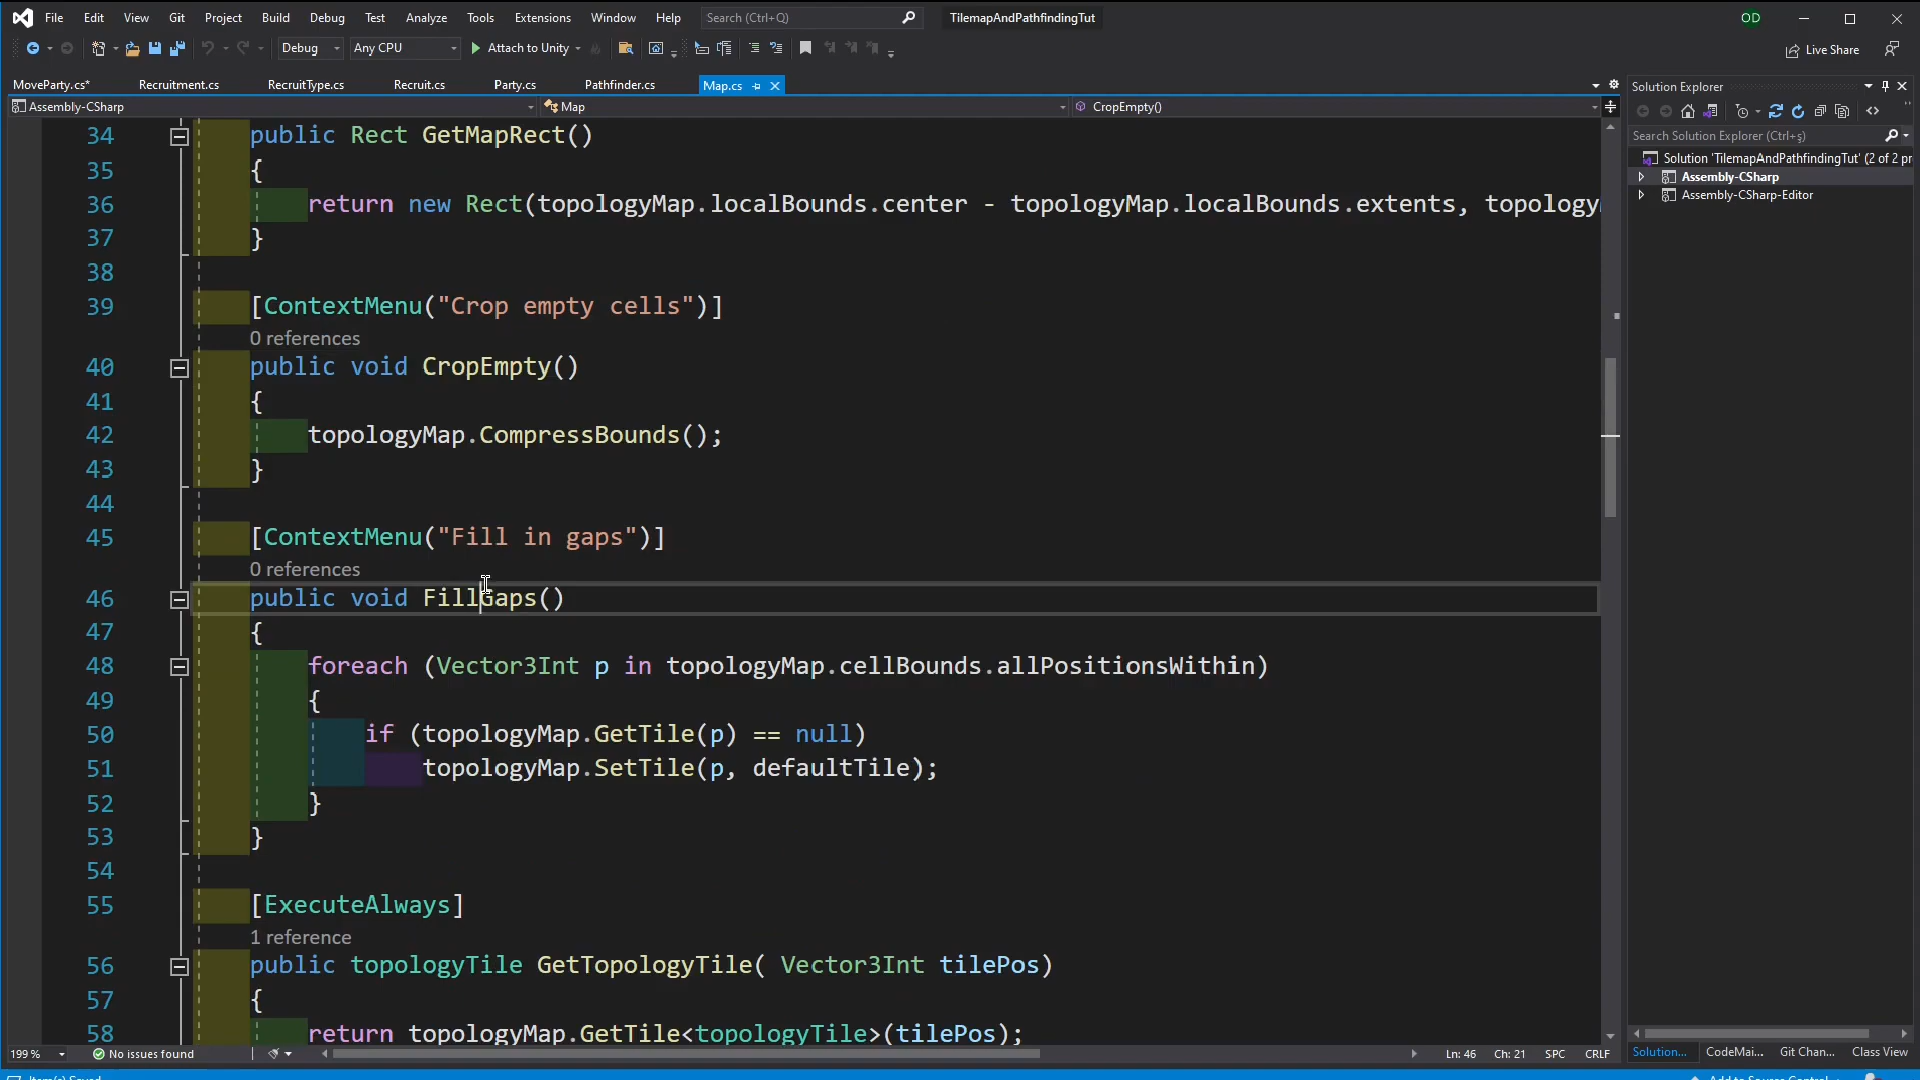 File Edit View Git Project Build Debug Test Analyze Tools Extensions Window Help Search (Ctrl+Q) TilemapAndPathfindingTut OD
Debug Any CPU Attach to Unity Live Share
MoveParty.cs* Recruitment.cs RecruitType.cs Recruit.cs Party.cs Pathfinder.cs Map.cs
Assembly-CSharp Map CropEmpty()
34 public Rect GetMapRect()
35 {
36 return new Rect(topologyMap.localBounds.center - topologyMap.localBounds.extents, topology
37 }
38
39 [ContextMenu("Crop empty cells")]
0 references
40 public void CropEmpty()
41 {
42 topologyMap.CompressBounds();
43 }
44
45 [ContextMenu("Fill in gaps")]
0 references
46 public void FillGaps()
47 {
48 foreach (Vector3Int p in topologyMap.cellBounds.allPositionsWithin)
49 {
50 if (topologyMap.GetTile(p) == null)
51 topologyMap.SetTile(p, defaultTile);
52 }
53 }
54
55 [ExecuteAlways]
1 reference
56 public topologyTile GetTopologyTile( Vector3Int tilePos)
57 {
58 return topologyMap.GetTile<topologyTile>(tilePos);
199 % No issues found Ln: 46 Ch: 21 SPC CRLF
Solution Explorer
Search Solution Explorer (Ctrl+ş)
Solution 'TilemapAndPathfindingTut' (2 of 2 pr
Assembly-CSharp
Assembly-CSharp-Editor
Solution... CodeMai... Git Chan... Class View
Item(s) Saved Add to Source Control